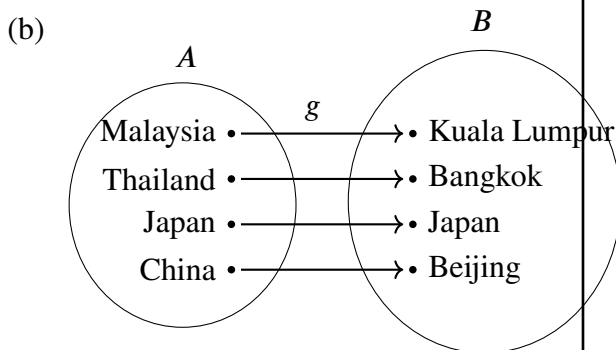 (b)
A
B
g
Malaysia • • Kuala Lumpur
Thailand • • Bangkok
Japan • • Japan
China • • Beijing